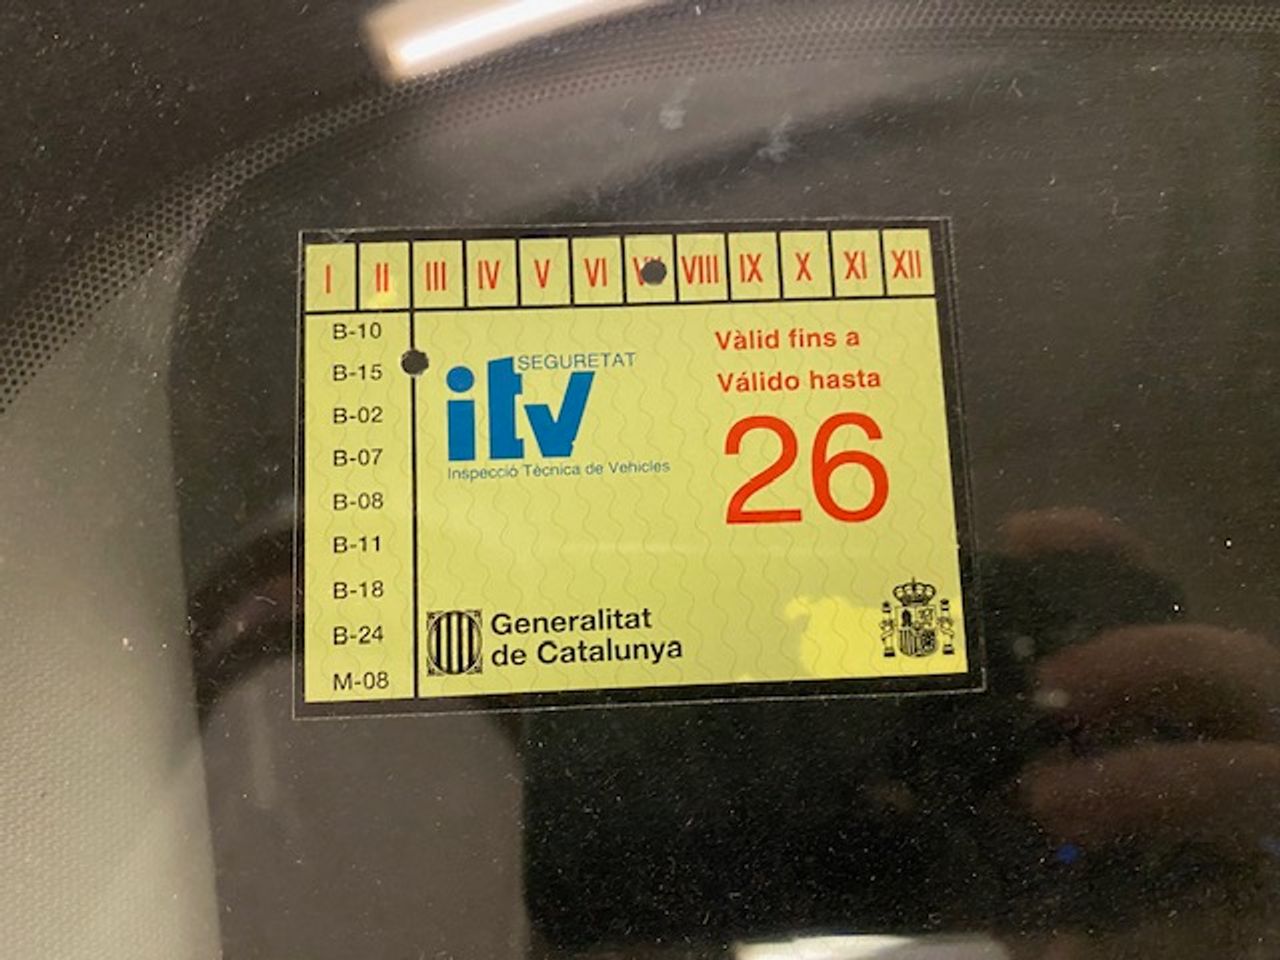 I II III IV V VI VII VIII IX X XI XII
B-10
B-15
B-02
B-07
B-08
B-11
B-18
B-24
M-08
SEGURETAT
itv
Inspecció Tècnica de Vehicles
Vàlid fins a
Válido hasta
26
Generalitat
de Catalunya